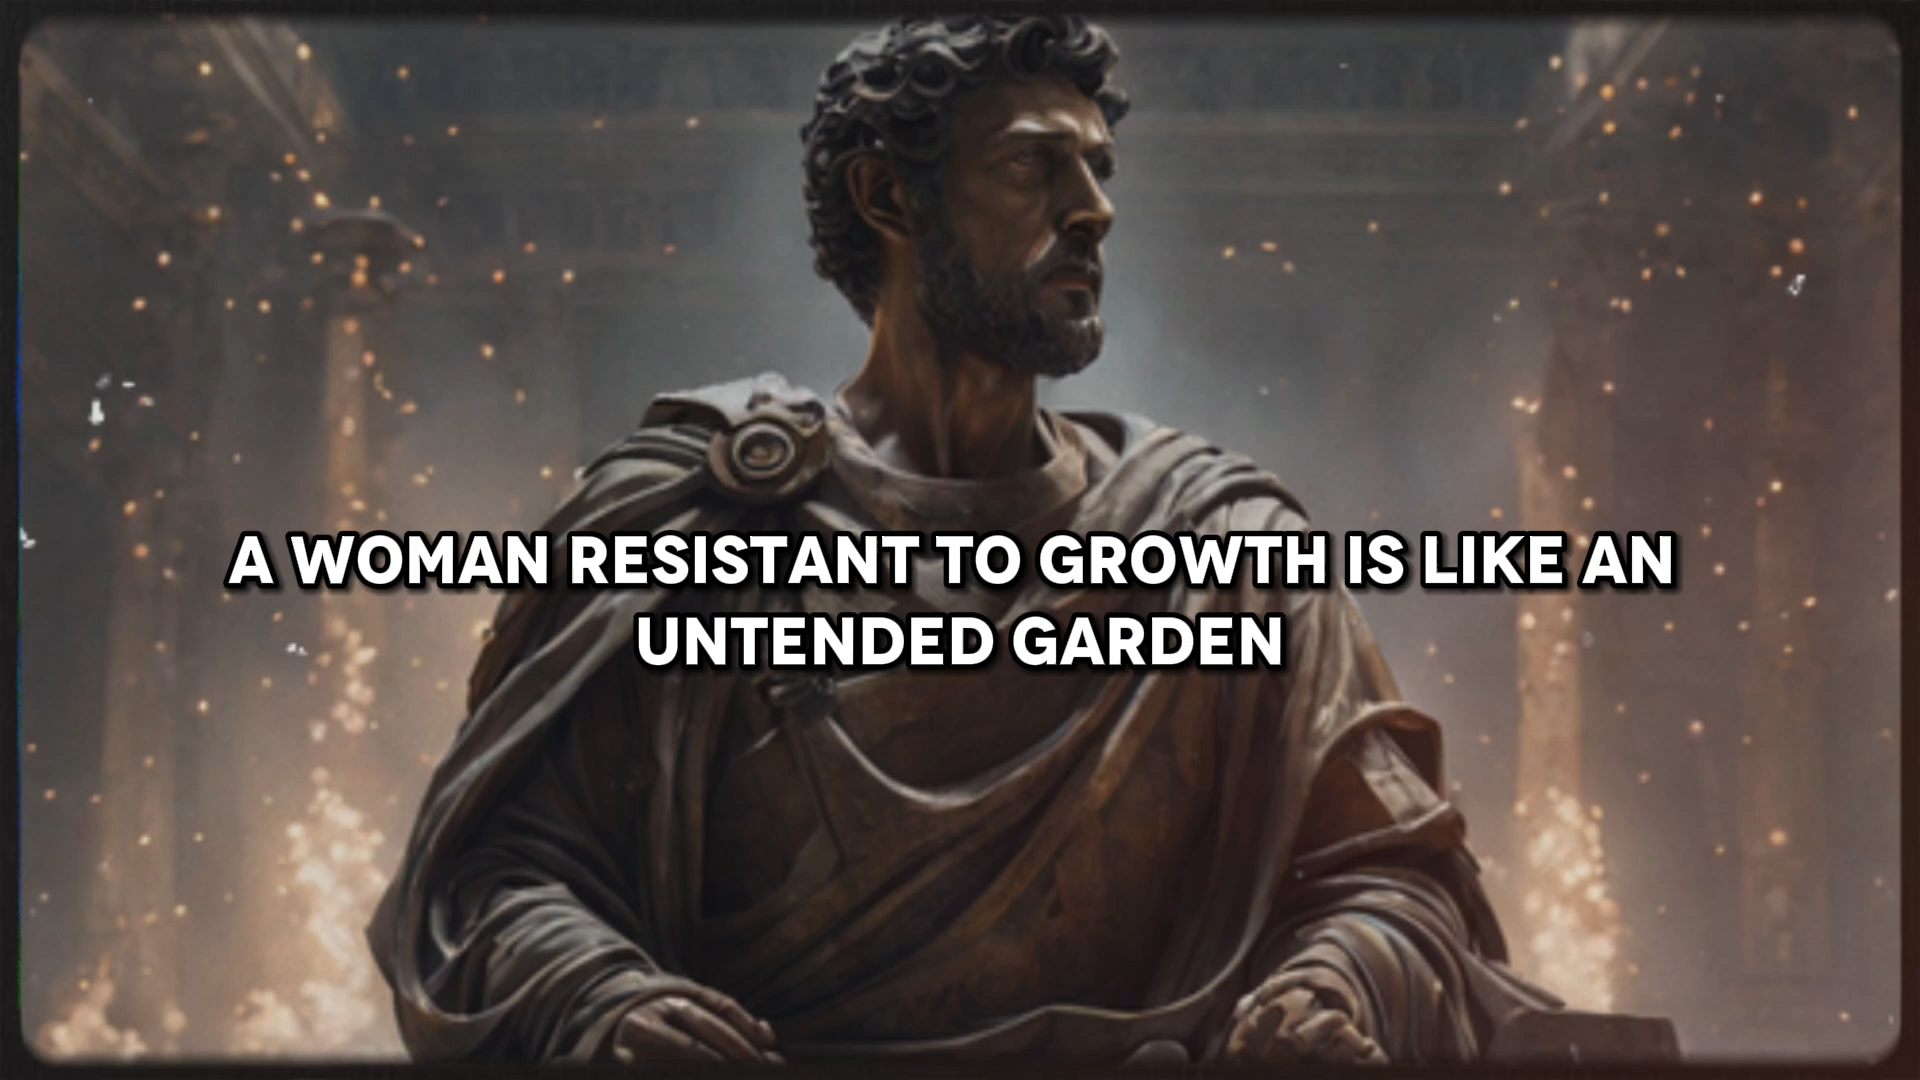 A WOMAN RESISTANT TO GROWTH IS LIKE AN
UNTENDED GARDEN